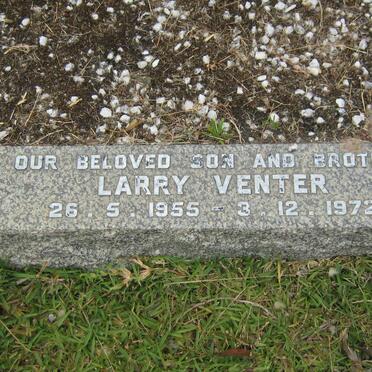 OUR BELOVED SON AND BROT
LARRY VENTER
26 . 5 . 1955 - 3 . 12 . 1972